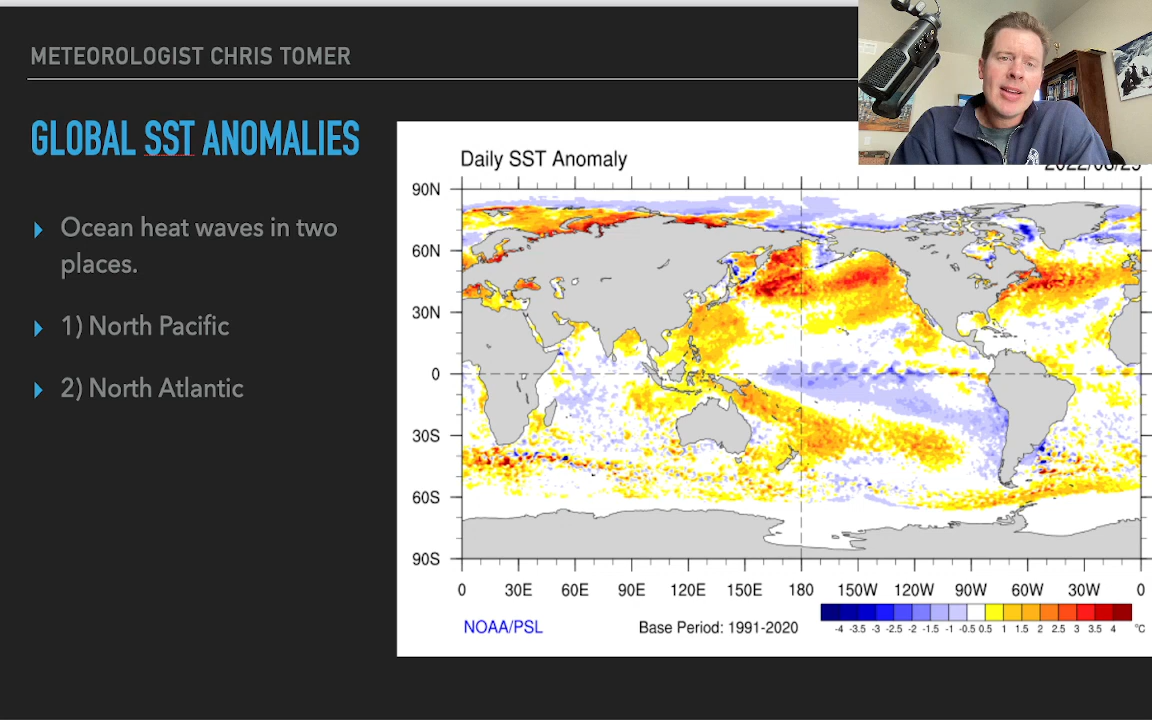 METEOROLOGIST CHRIS TOMER
GLOBAL SST ANOMALIES
Ocean heat waves in two
places.
1) North Pacific
2) North Atlantic
Daily SST Anomaly
90N
60N
30N
0
30S
60S
90S
0 30E 60E 90E 120E 150E 180 150W 120W 90W 60W 30W 0
NOAA/PSL
Base Period: 1991-2020
-4 -3.5 -3 -2.5 -2 -1.5 -1 -0.5 0.5 1 1.5 2 2.5 3 3.5 4 °C